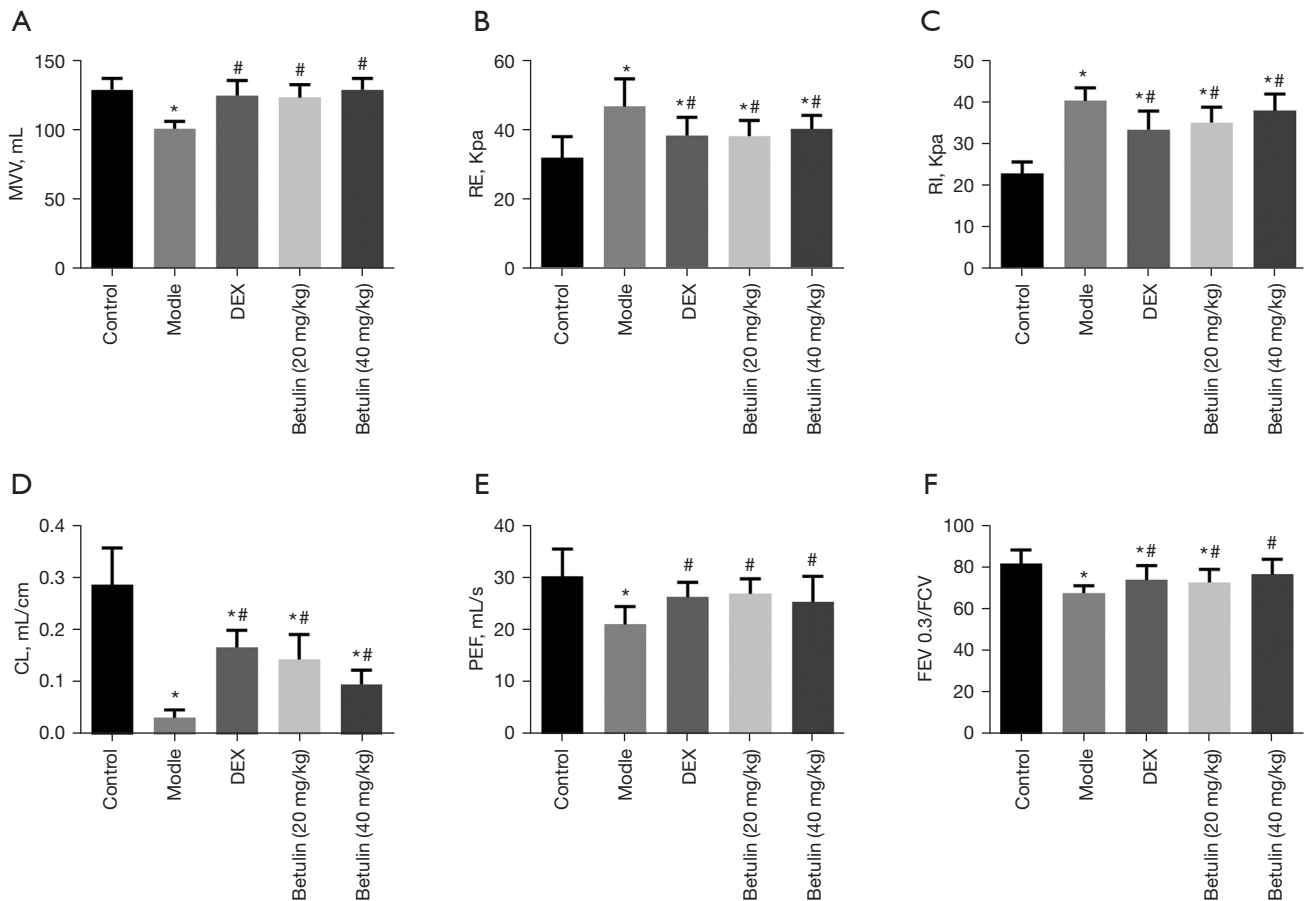 A
MVV, mL
150
100
50
0
*
#
#
#
Control
Modle
DEX
Betulin (20 mg/kg)
Betulin (40 mg/kg)
B
RE, Kpa
60
40
20
0
*
*#
*#
*#
Control
Modle
DEX
Betulin (20 mg/kg)
Betulin (40 mg/kg)
C
RI, Kpa
50
40
30
20
10
0
*
*#
*#
*#
Control
Modle
DEX
Betulin (20 mg/kg)
Betulin (40 mg/kg)
D
CL, mL/cm
0.4
0.3
0.2
0.1
0.0
*
*#
*#
*#
Control
Modle
DEX
Betulin (20 mg/kg)
Betulin (40 mg/kg)
E
PEF, mL/s
40
30
20
10
0
*
#
#
#
Control
Modle
DEX
Betulin (20 mg/kg)
Betulin (40 mg/kg)
F
FEV 0.3/FCV
100
80
60
40
20
0
*
*#
*#
#
Control
Modle
DEX
Betulin (20 mg/kg)
Betulin (40 mg/kg)